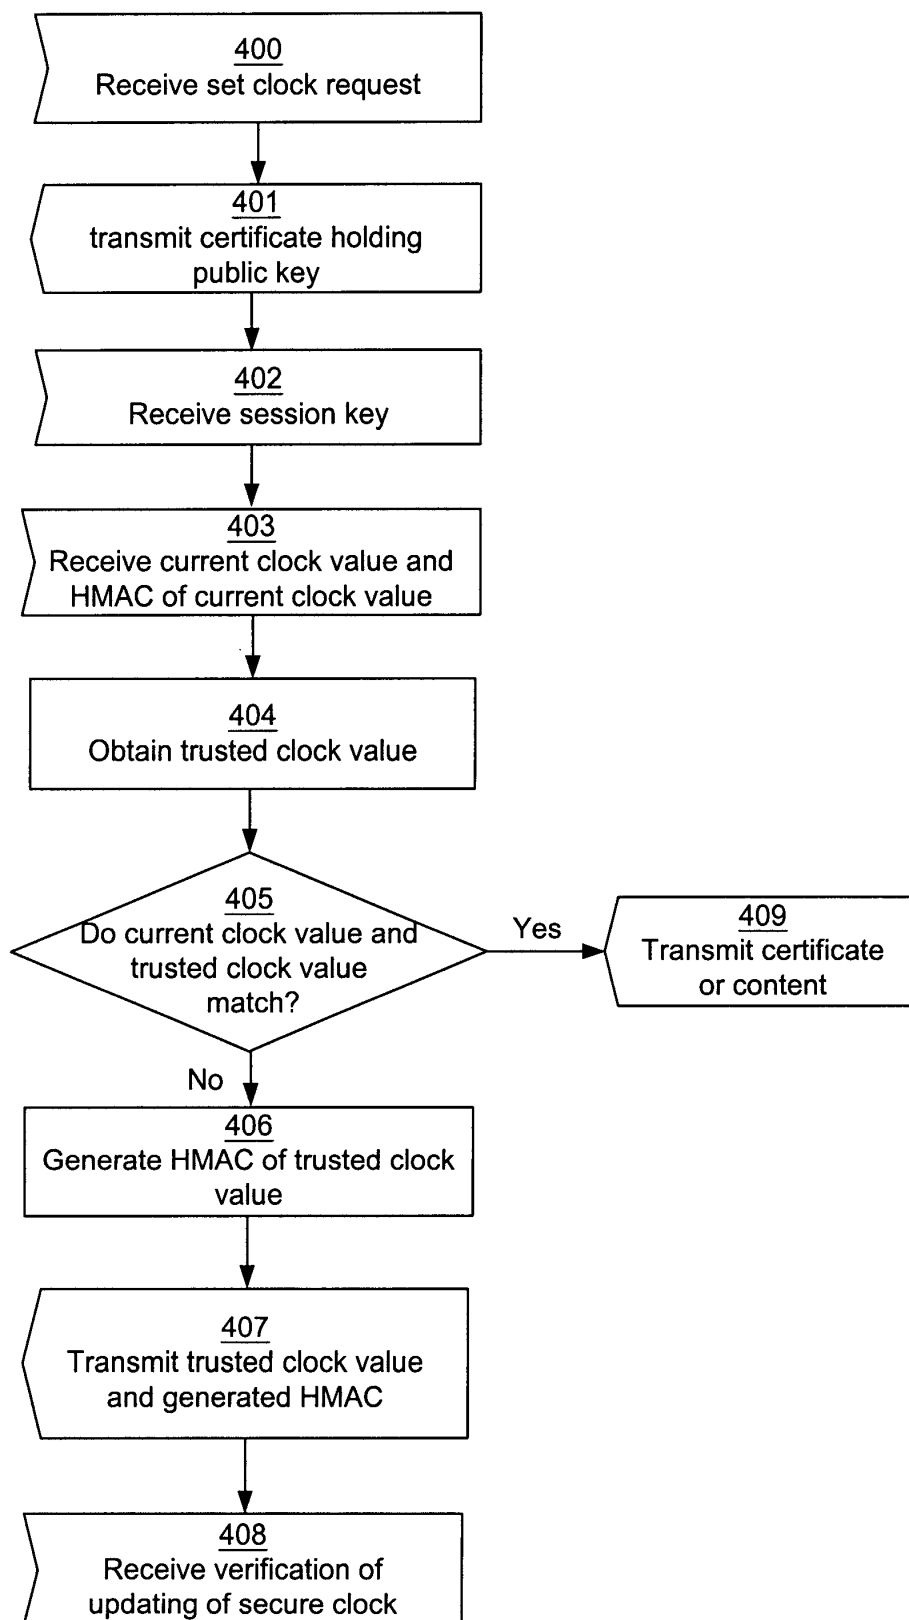 400
Receive set clock request
401
transmit certificate holding
public key
402
Receive session key
403
Receive current clock value and
HMAC of current clock value
404
Obtain trusted clock value
405
Do current clock value and
trusted clock value
match?
Yes
409
Transmit certificate
or content
No
406
Generate HMAC of trusted clock
value
407
Transmit trusted clock value
and generated HMAC
408
Receive verification of
updating of secure clock